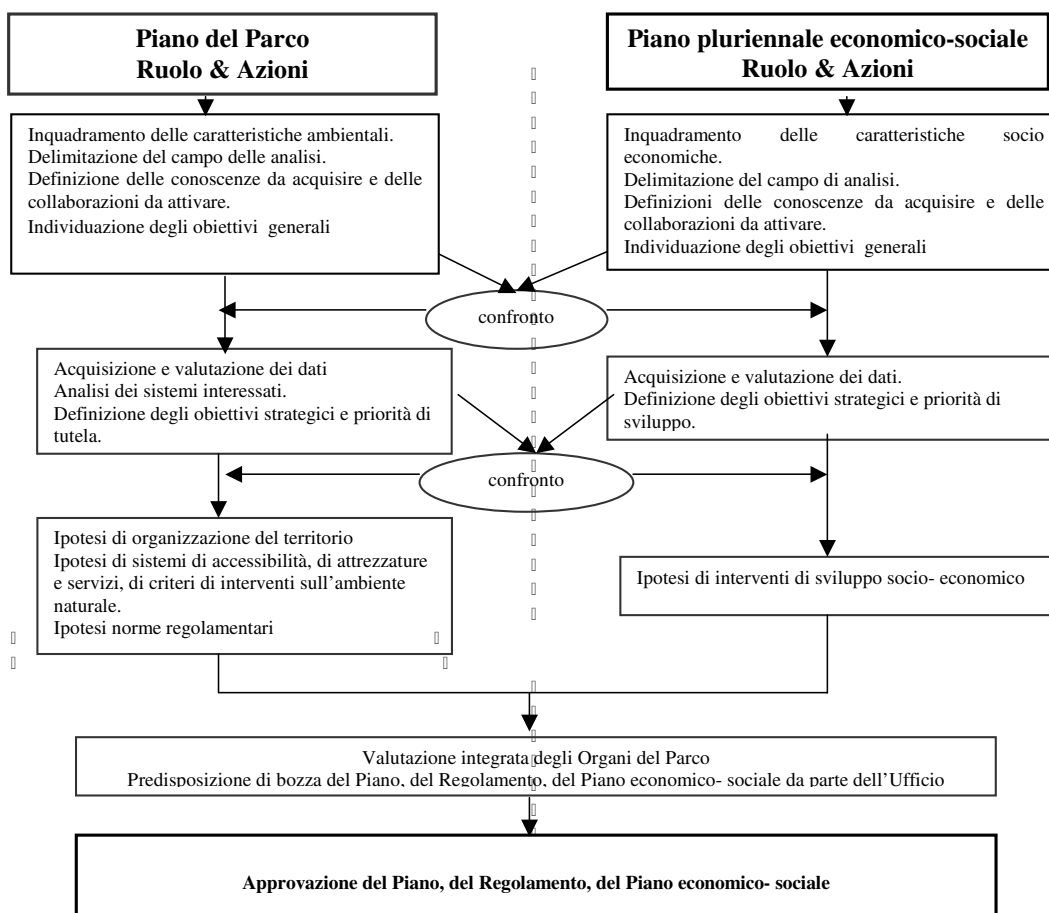 Piano del Parco
Ruolo & Azioni
Piano pluriennale economico-sociale
Ruolo & Azioni
Inquadramento delle caratteristiche ambientali.
Delimitazione del campo delle analisi.
Definizione delle conoscenze da acquisire e delle
collaborazioni da attivare.
Individuazione degli obiettivi generali
Inquadramento delle caratteristiche socio
economiche.
Delimitazione del campo di analisi.
Definizioni delle conoscenze da acquisire e delle
collaborazioni da attivare.
Individuazione degli obiettivi generali
confronto
Acquisizione e valutazione dei dati
Analisi dei sistemi interessati.
Definizione degli obiettivi strategici e priorità di
tutela.
Acquisizione e valutazione dei dati.
Definizione degli obiettivi strategici e priorità di
sviluppo.
confronto
Ipotesi di organizzazione del territorio
Ipotesi di sistemi di accessibilità, di attrezzature
e servizi, di criteri di interventi sull'ambiente
naturale.
Ipotesi norme regolamentari
Ipotesi di interventi di sviluppo socio- economico
Valutazione integrata degli Organi del Parco
Predisposizione di bozza del Piano, del Regolamento, del Piano economico- sociale da parte dell'Ufficio
Approvazione del Piano, del Regolamento, del Piano economico- sociale